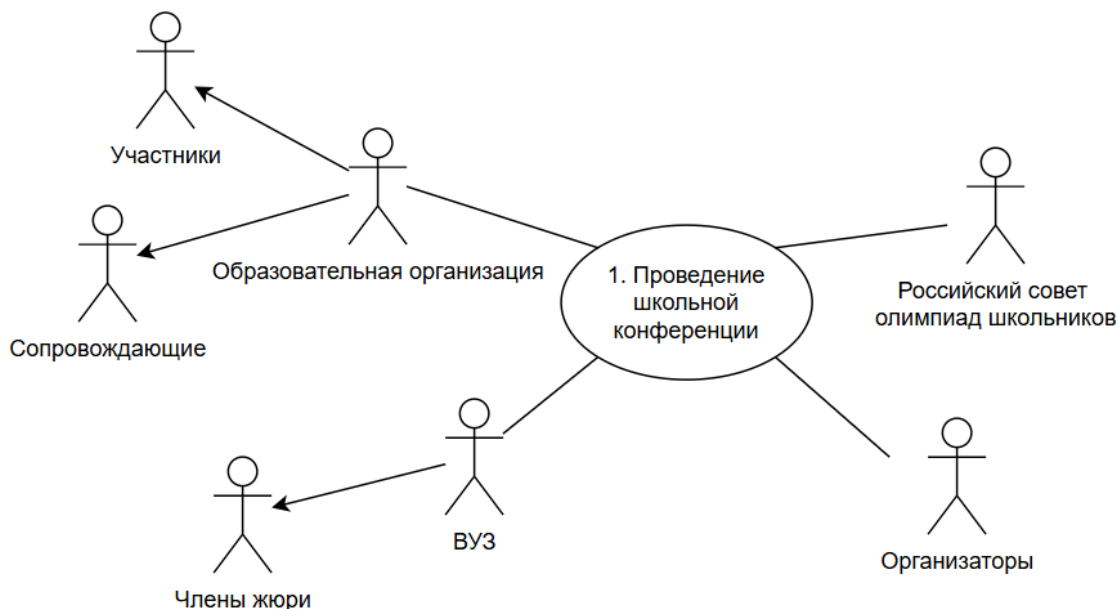 Участники
Образовательная организация
1. Проведение
школьной
конференции
Российский совет
олимпиад школьников
Сопровождающие
ВУЗ
Организаторы
Члены жюри